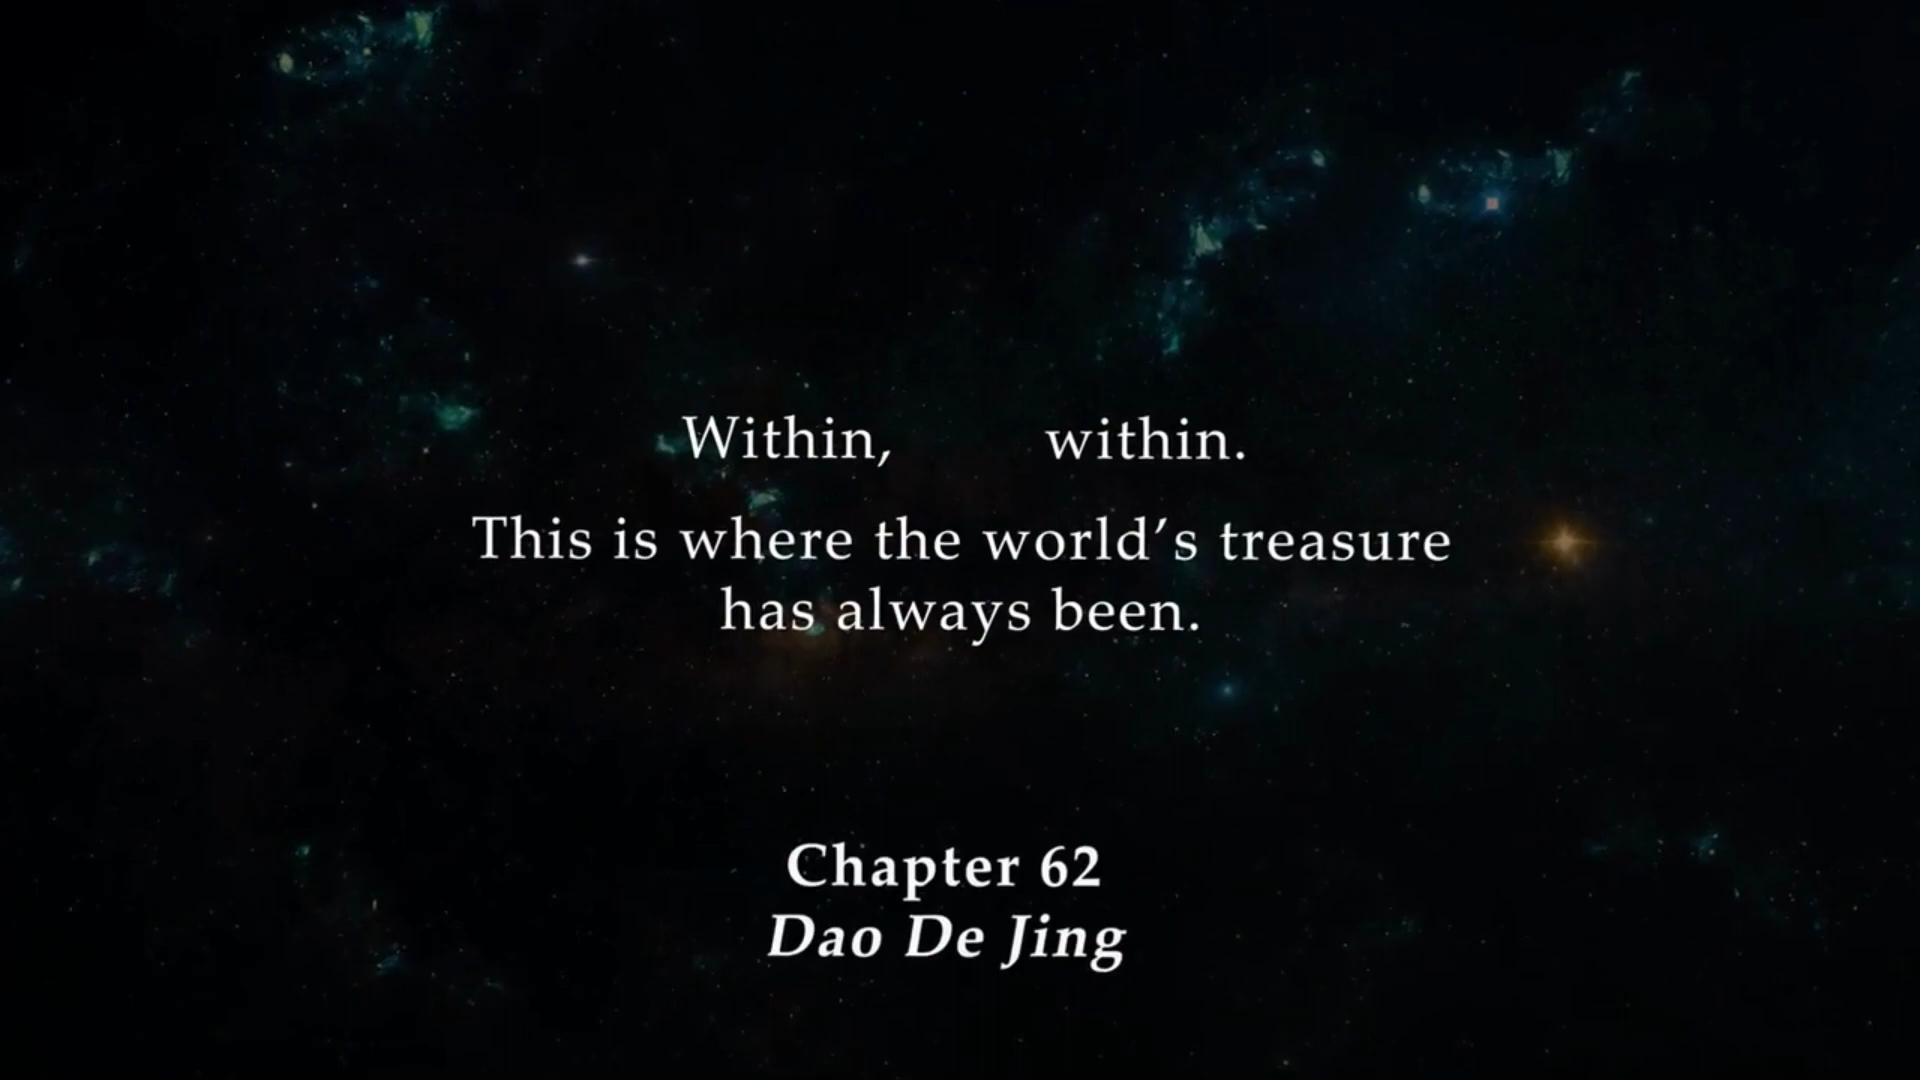 Within, within.
This is where the world’s treasure
has always been.
Chapter 62
Dao De Jing